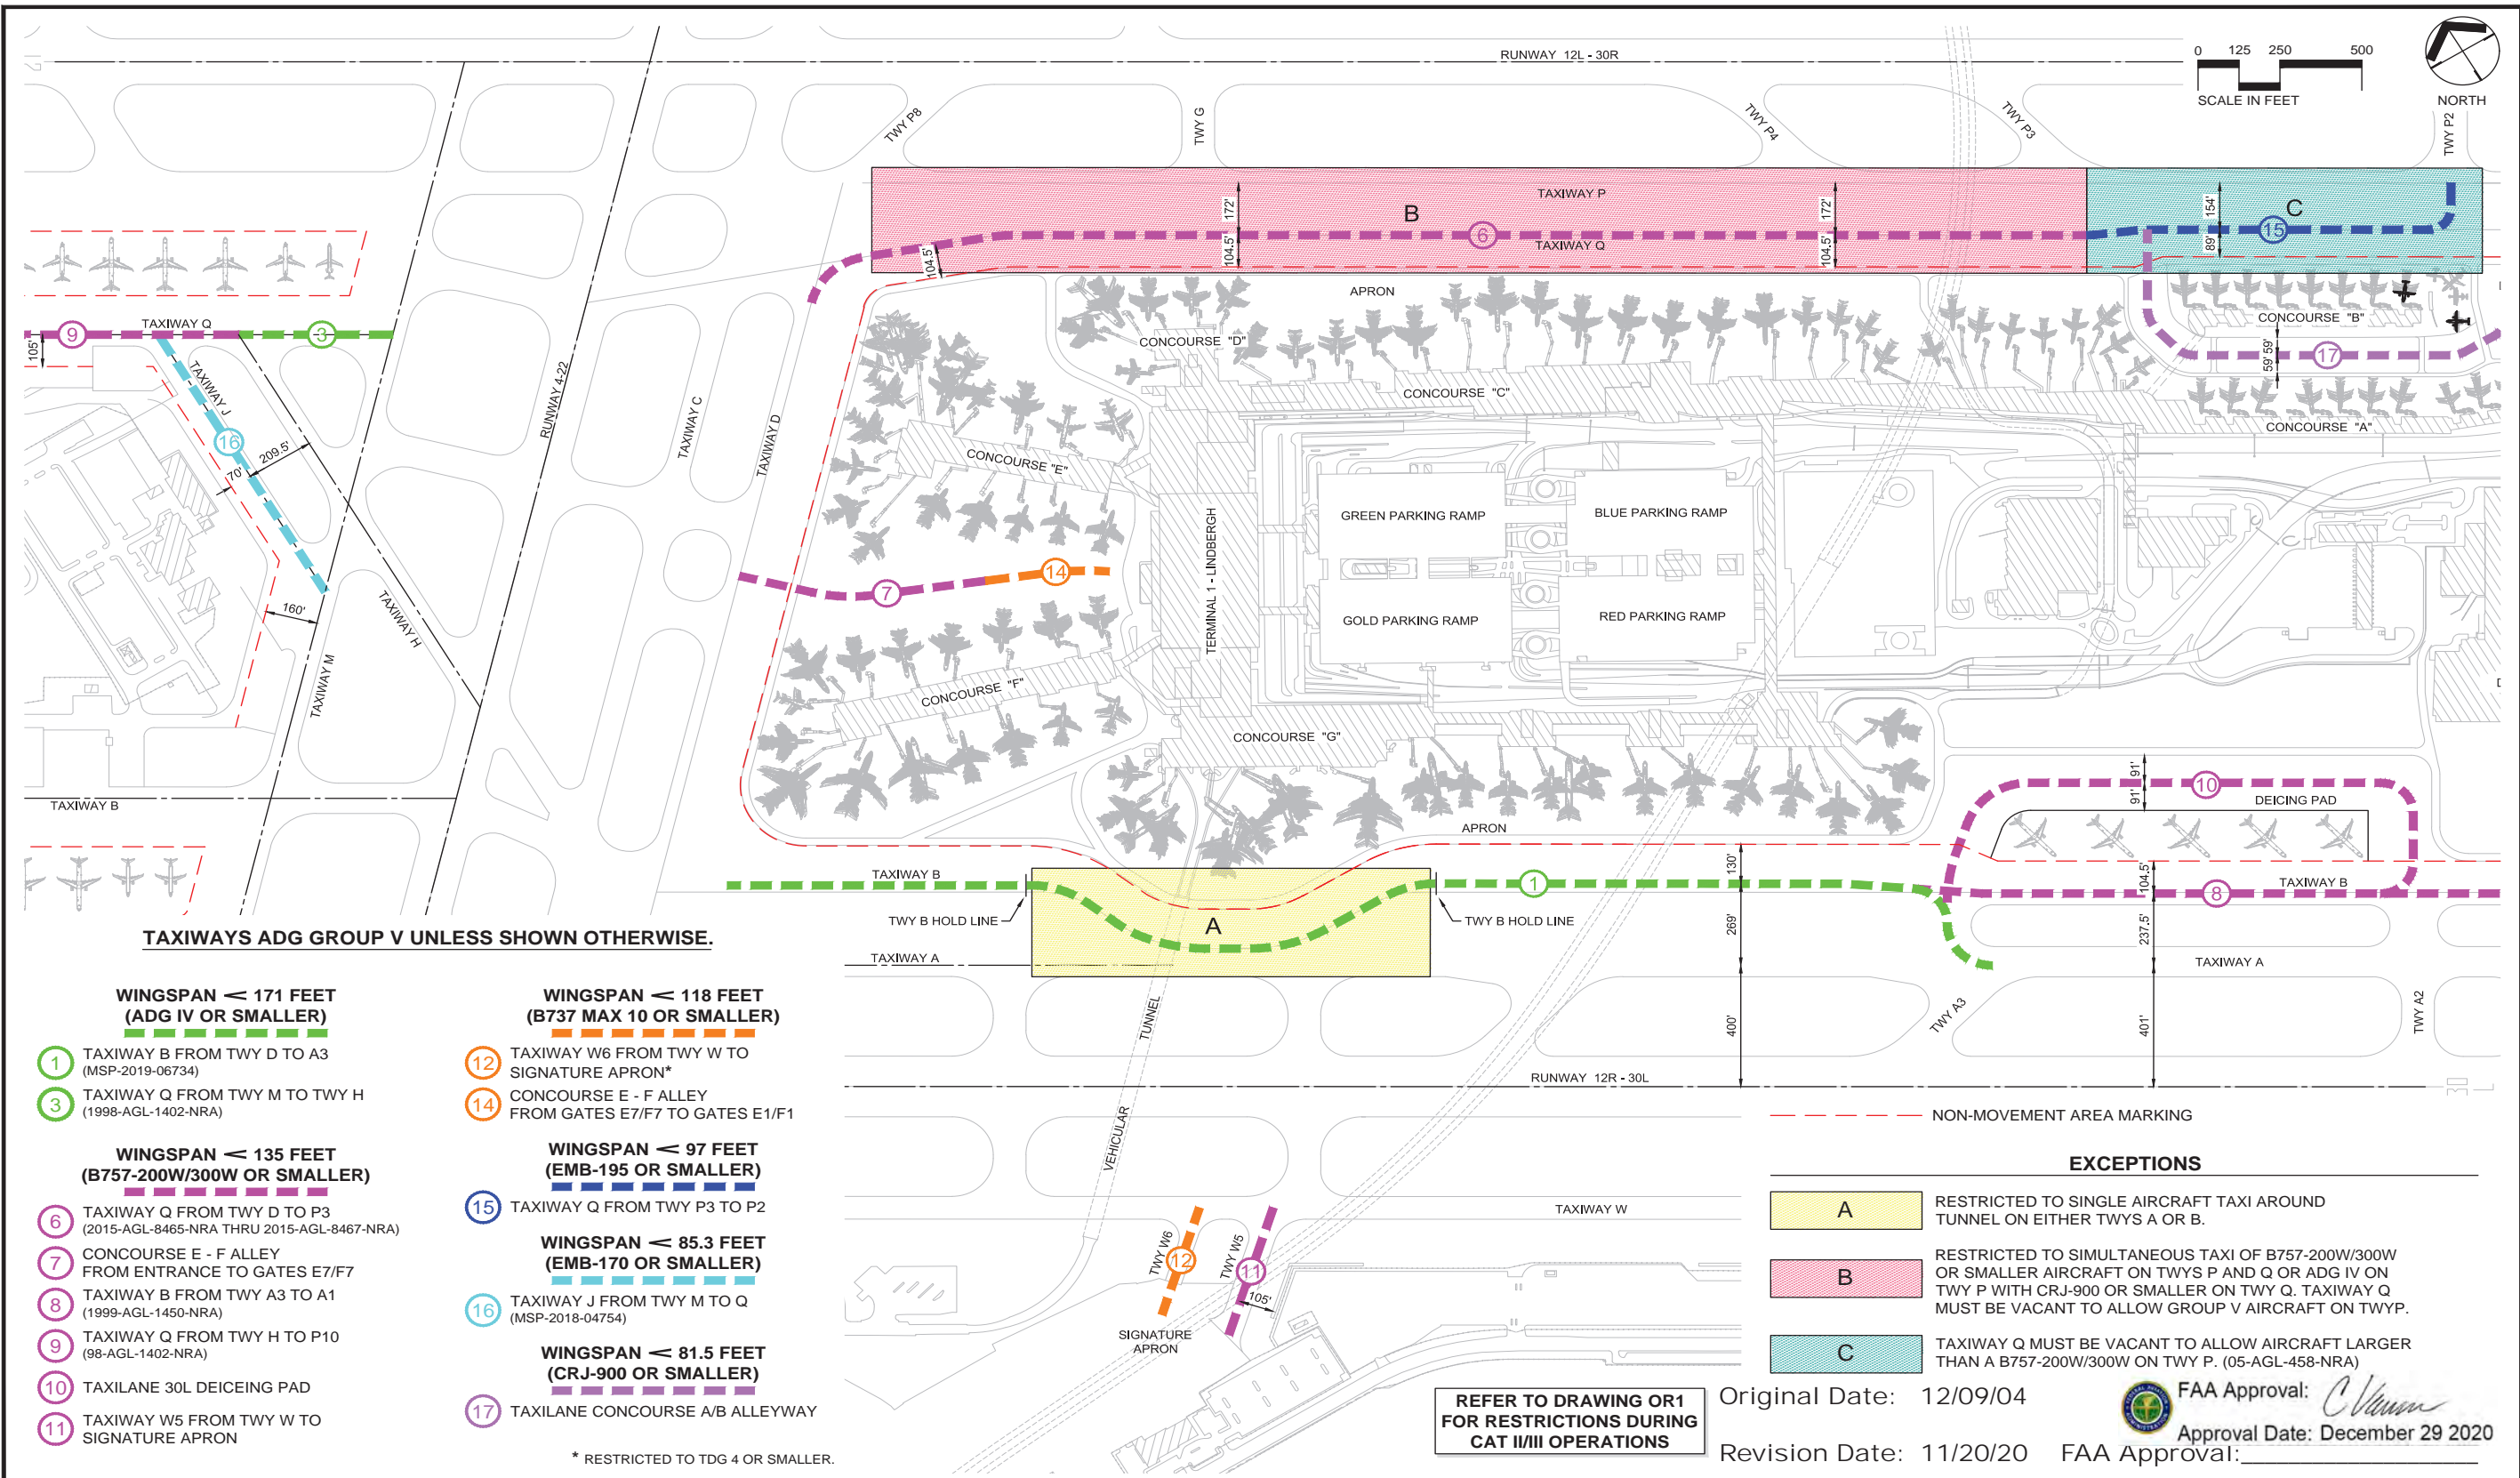 RUNWAY 12L - 30R
0 125 250 500
SCALE IN FEET
NORTH
TWY P8
TWY G
TWY P4
TWY P3
TWY P2
TAXIWAY P
B
C
172'
172'
154'
6
15
TAXIWAY Q
104.5'
104.5'
104.5'
89'
APRON
TAXIWAY Q
9
3
105'
TAXIWAY J
16
209.5'
70'
160'
TAXIWAY H
TAXIWAY M
RUNWAY 4-22
TAXIWAY C
TAXIWAY D
TAXIWAY B
CONCOURSE "D"
CONCOURSE "C"
CONCOURSE "B"
17
59' 59'
CONCOURSE "A"
CONCOURSE "E"
GREEN PARKING RAMP
BLUE PARKING RAMP
TERMINAL 1 - LINDBERGH
7
14
GOLD PARKING RAMP
RED PARKING RAMP
CONCOURSE "F"
CONCOURSE "G"
91'
10
91'
DEICING PAD
APRON
130'
TAXIWAY B
1
104.5'
TAXIWAY B
8
TWY B HOLD LINE
A
TWY B HOLD LINE
269'
237.5'
TAXIWAY A
TAXIWAY A
TUNNEL
TWY A3
TWY A2
400'
401'
RUNWAY 12R - 30L
VEHICULAR
TAXIWAY W
TWY W6
12
TWY W5
11
105'
SIGNATURE
APRON
TAXIWAYS ADG GROUP V UNLESS SHOWN OTHERWISE.
WINGSPAN < 171 FEET
(ADG IV OR SMALLER)
1 TAXIWAY B FROM TWY D TO A3
(MSP-2019-06734)
3 TAXIWAY Q FROM TWY M TO TWY H
(1998-AGL-1402-NRA)
WINGSPAN < 135 FEET
(B757-200W/300W OR SMALLER)
6 TAXIWAY Q FROM TWY D TO P3
(2015-AGL-8465-NRA THRU 2015-AGL-8467-NRA)
7 CONCOURSE E - F ALLEY
FROM ENTRANCE TO GATES E7/F7
8 TAXIWAY B FROM TWY A3 TO A1
(1999-AGL-1450-NRA)
9 TAXIWAY Q FROM TWY H TO P10
(98-AGL-1402-NRA)
10 TAXILANE 30L DEICEING PAD
11 TAXIWAY W5 FROM TWY W TO
SIGNATURE APRON
WINGSPAN < 118 FEET
(B737 MAX 10 OR SMALLER)
12 TAXIWAY W6 FROM TWY W TO
SIGNATURE APRON*
14 CONCOURSE E - F ALLEY
FROM GATES E7/F7 TO GATES E1/F1
WINGSPAN < 97 FEET
(EMB-195 OR SMALLER)
15 TAXIWAY Q FROM TWY P3 TO P2
WINGSPAN < 85.3 FEET
(EMB-170 OR SMALLER)
16 TAXIWAY J FROM TWY M TO Q
(MSP-2018-04754)
WINGSPAN < 81.5 FEET
(CRJ-900 OR SMALLER)
17 TAXILANE CONCOURSE A/B ALLEYWAY
* RESTRICTED TO TDG 4 OR SMALLER.
NON-MOVEMENT AREA MARKING
EXCEPTIONS
A RESTRICTED TO SINGLE AIRCRAFT TAXI AROUND
TUNNEL ON EITHER TWYS A OR B.
B RESTRICTED TO SIMULTANEOUS TAXI OF B757-200W/300W
OR SMALLER AIRCRAFT ON TWYS P AND Q OR ADG IV ON
TWY P WITH CRJ-900 OR SMALLER ON TWY Q. TAXIWAY Q
MUST BE VACANT TO ALLOW GROUP V AIRCRAFT ON TWYP.
C TAXIWAY Q MUST BE VACANT TO ALLOW AIRCRAFT LARGER
THAN A B757-200W/300W ON TWY P. (05-AGL-458-NRA)
REFER TO DRAWING OR1
FOR RESTRICTIONS DURING
CAT II/III OPERATIONS
Original Date: 12/09/04
FAA Approval:
Approval Date: December 29 2020
Revision Date: 11/20/20 FAA Approval: